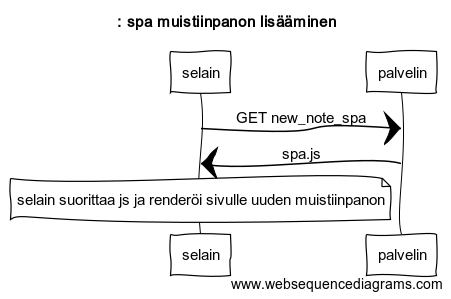 : spa muistiinpanon lisääminen
selain palvelin
GET new_note_spa
spa.js
selain suorittaa js ja renderöi sivulle uuden muistiinpanon
selain palvelin
www.websequencediagrams.com